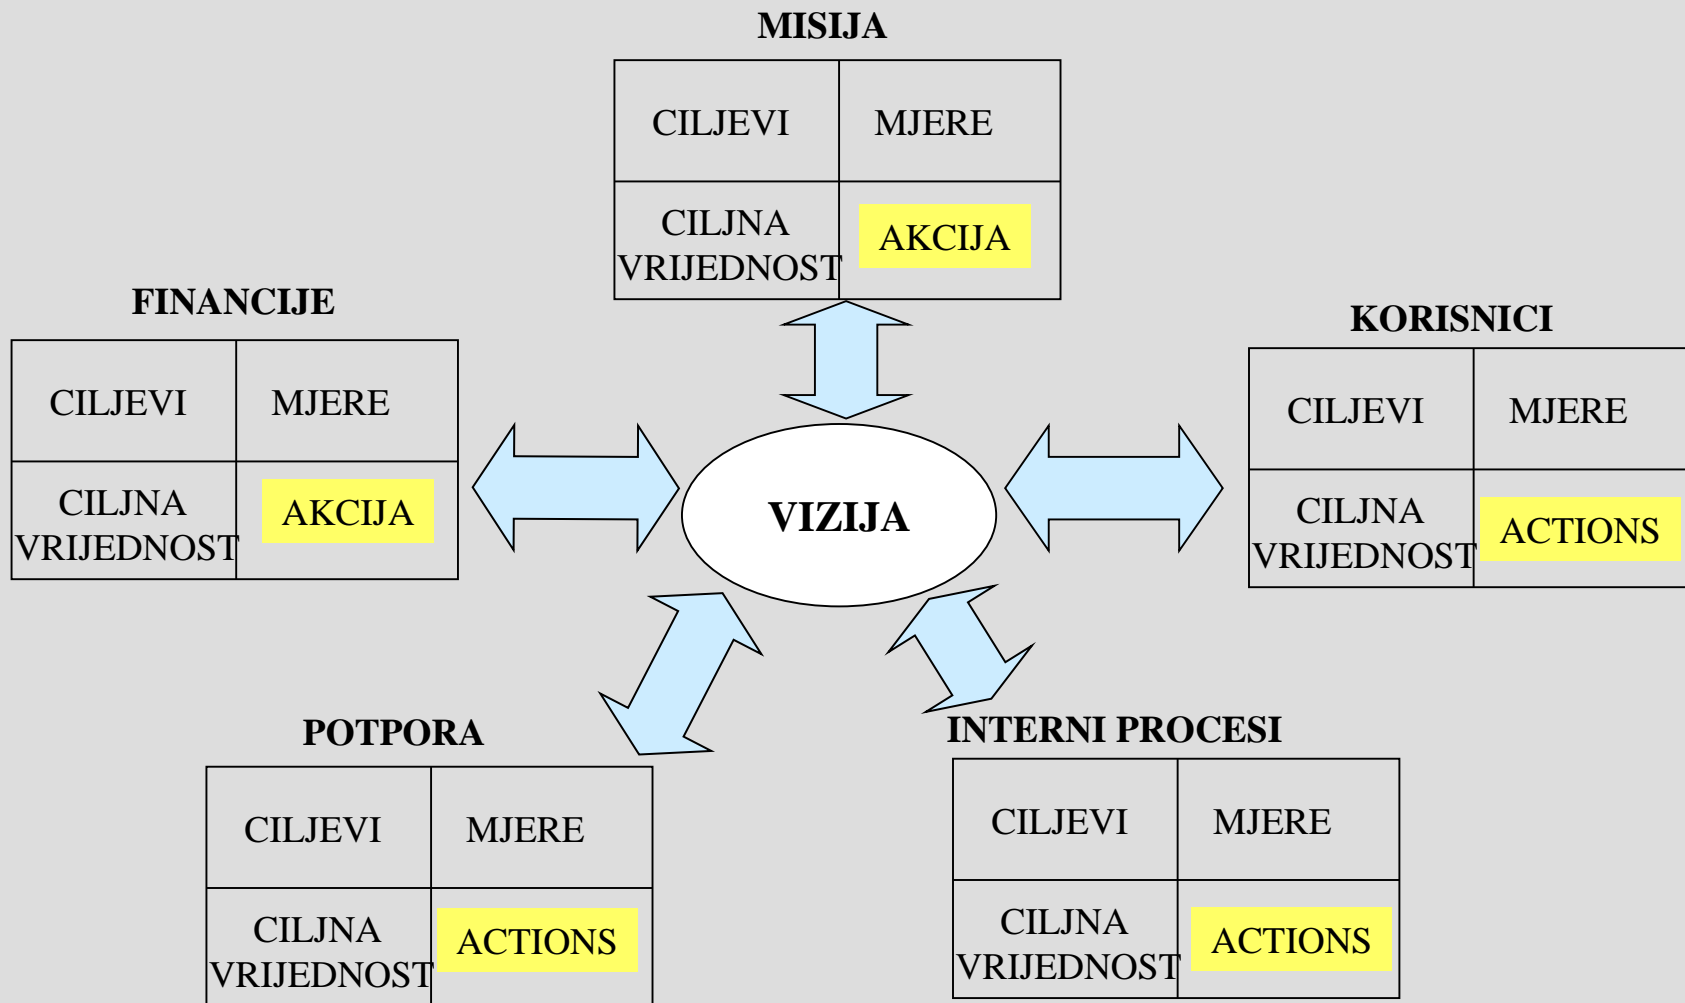 MISIJA
CILJEVI MJERE
CILJNA
VRIJEDNOST
AKCIJA
FINANCIJE
CILJEVI MJERE
CILJNA
VRIJEDNOST
AKCIJA
VIZIJA
KORISNICI
CILJEVI MJERE
CILJNA
VRIJEDNOST
ACTIONS
POTPORA
CILJEVI MJERE
CILJNA
VRIJEDNOST
ACTIONS
INTERNI PROCESI
CILJEVI MJERE
CILJNA
VRIJEDNOST
ACTIONS